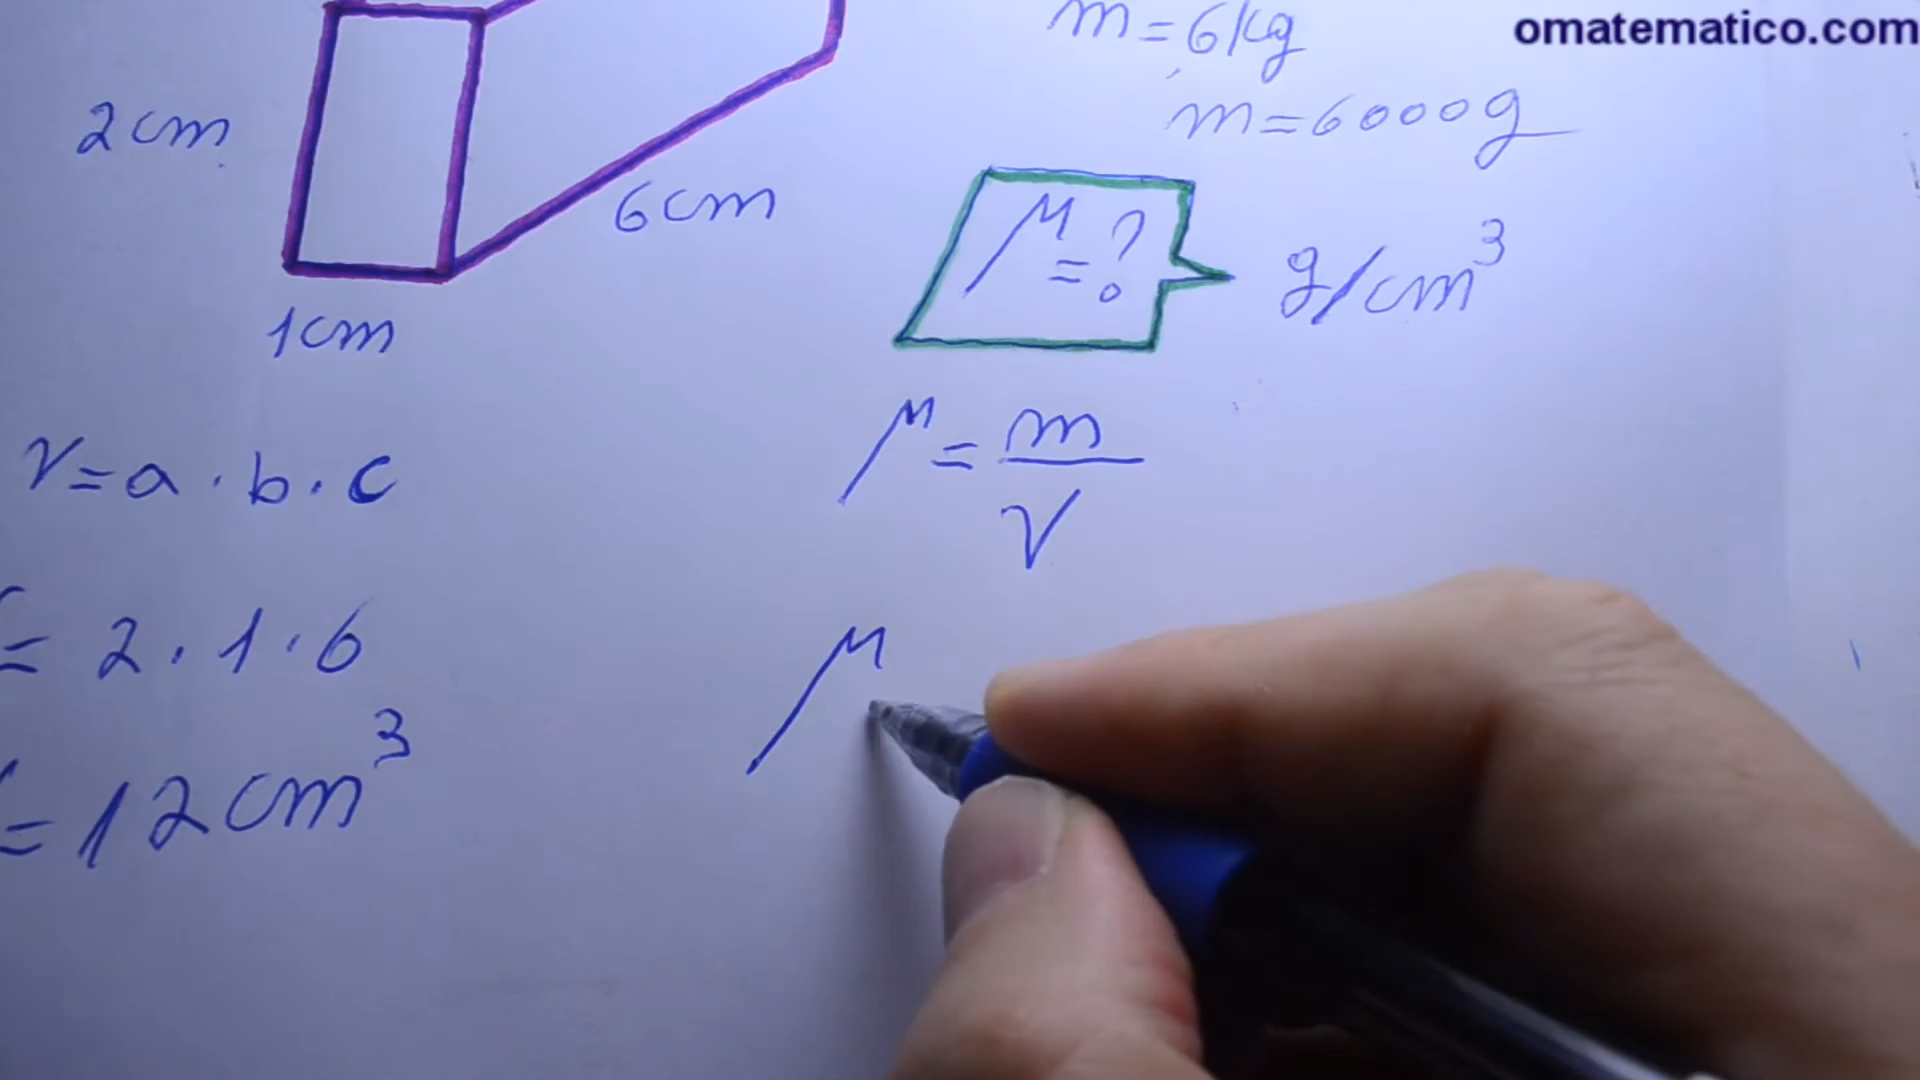 omatematico.com
m = 6kg
m = 6000g
2cm
6cm
1cm
μ = ?
g/cm³
μ = m/V
V = a · b · c
= 2 · 1 · 6
= 12cm³
μ